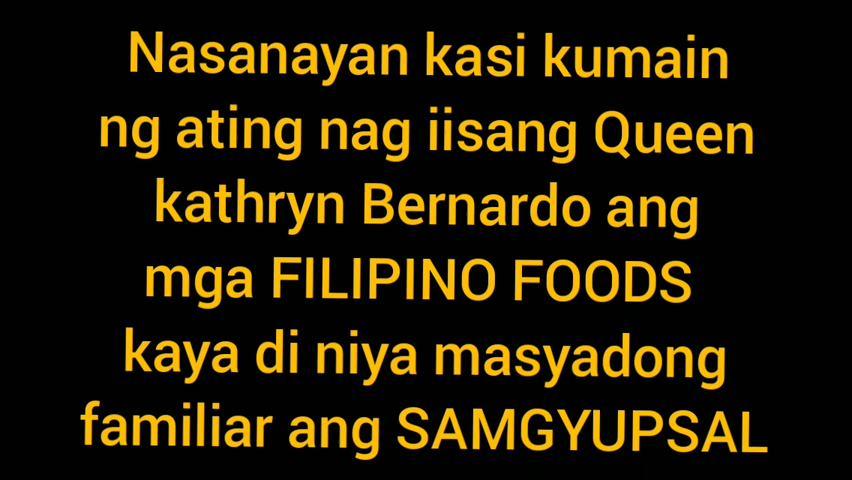 Nasanayan kasi kumain
ng ating nag iisang Queen
kathryn Bernardo ang
mga FILIPINO FOODS
kaya di niya masyadong
familiar ang SAMGYUPSAL